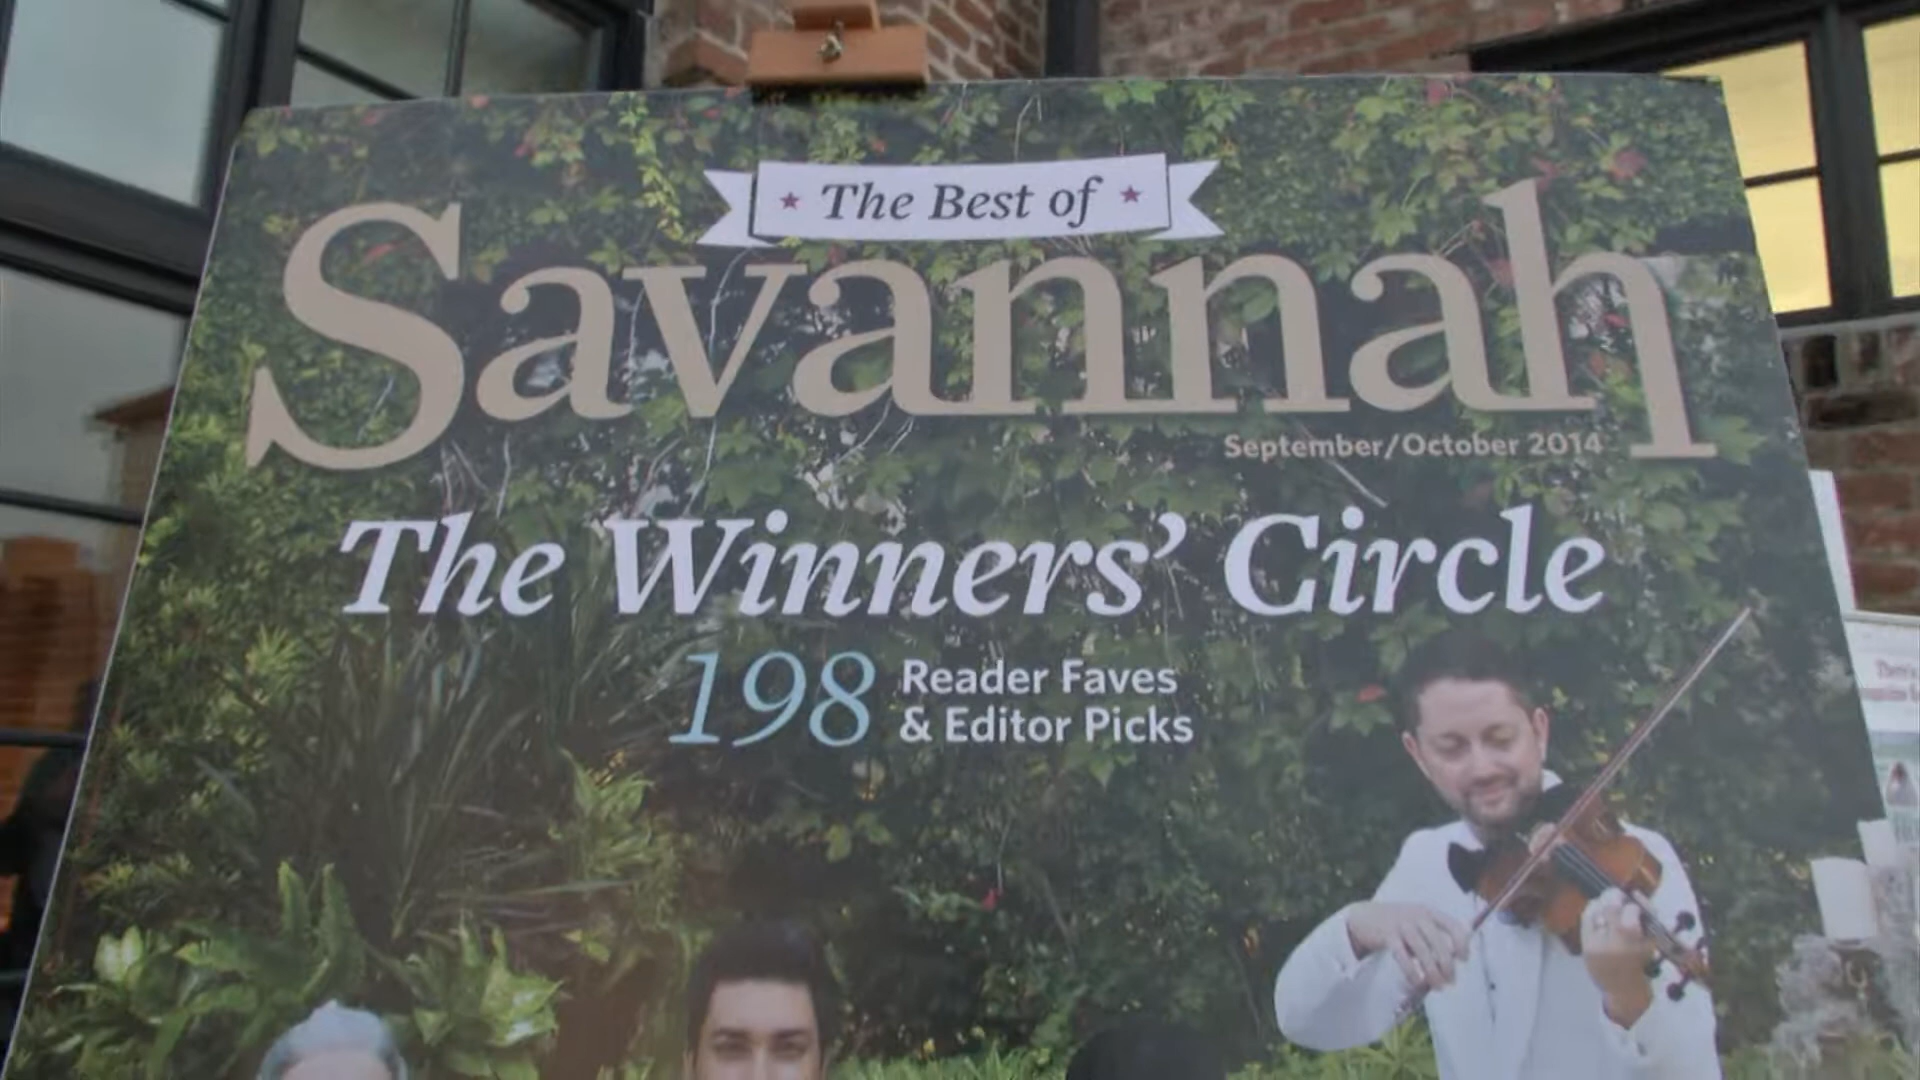 The Best of
Savannah
September/October 2014
The Winners' Circle
198 Reader Faves
& Editor Picks